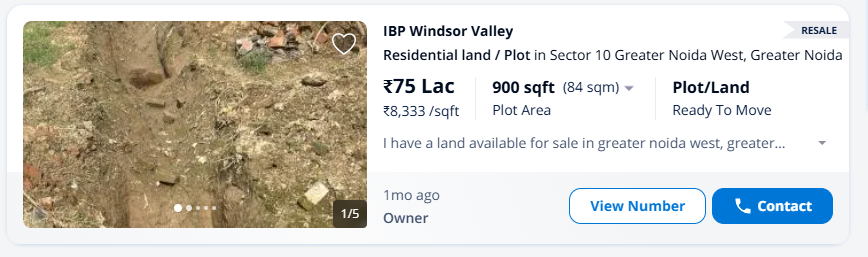 IBP Windsor Valley
RESALE
Residential land / Plot in Sector 10 Greater Noida West, Greater Noida
₹75 Lac
₹8,333 /sqft
900 sqft (84 sqm)
Plot Area
Plot/Land
Ready To Move
I have a land available for sale in greater noida west, greater...
1/5
1mo ago
Owner
View Number
Contact